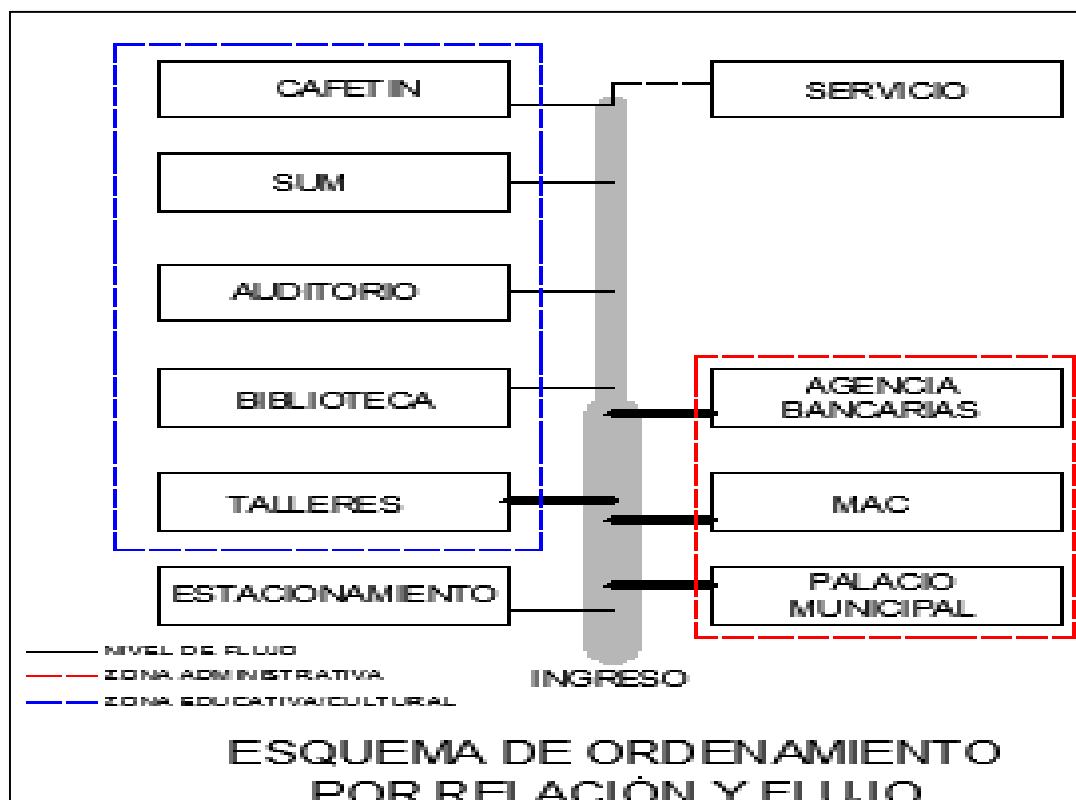 CAFETIN
SERVICIO
SUM
AUDITORIO
BIBLIOTECA
AGENCIA
BANCARIAS
TALLERES
MAC
ESTACIONAMIENTO
PALACIO
MUNICIPAL
INGRESO
NIVEL DE FLUJO
ZONA ADMINISTRATIVA
ZONA EDUCATIVA/CULTURAL
ESQUEMA DE ORDENAMIENTO
POR RELACIÓN Y FLUJO